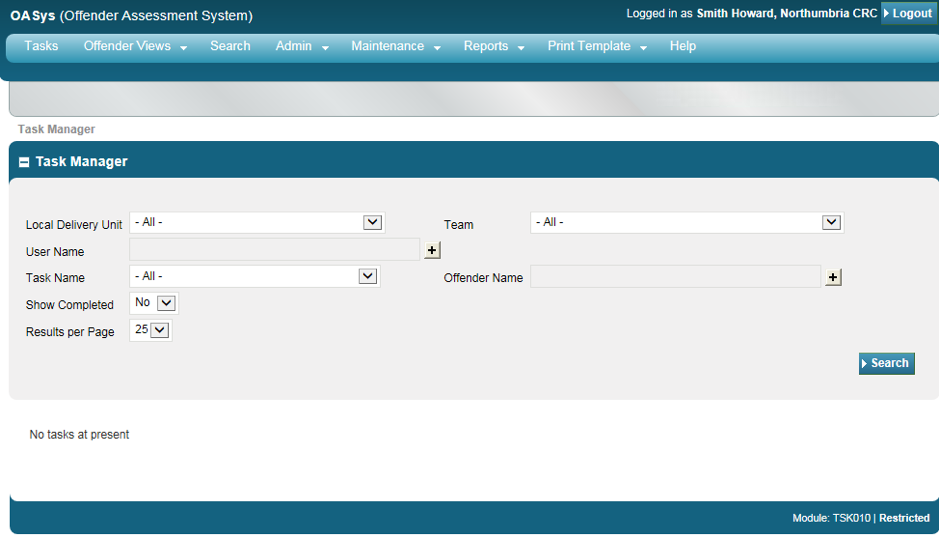 OASys (Offender Assessment System) Logged in as Smith Howard, Northumbria CRC Logout
Tasks Offender Views Search Admin Maintenance Reports Print Template Help
Task Manager
Task Manager
Local Delivery Unit - All - Team - All -
User Name +
Task Name - All - Offender Name +
Show Completed No
Results per Page 25
Search
No tasks at present
Module: TSK010 | Restricted